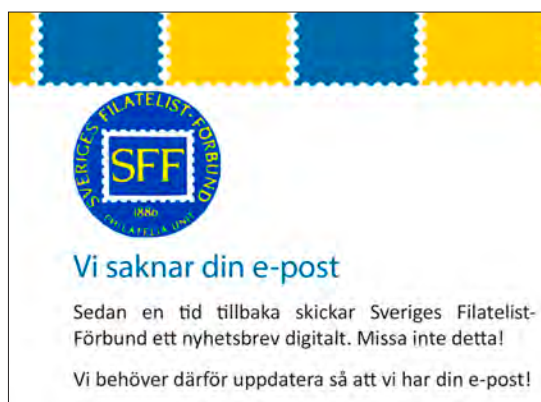 SVERIGES FILATELIST-FÖRBUND
SFF
1886
PHILATELIA UNIT
Vi saknar din e-post
Sedan en tid tillbaka skickar Sveriges Filatelist-
Förbund ett nyhetsbrev digitalt. Missa inte detta!
Vi behöver därför uppdatera så att vi har din e-post!